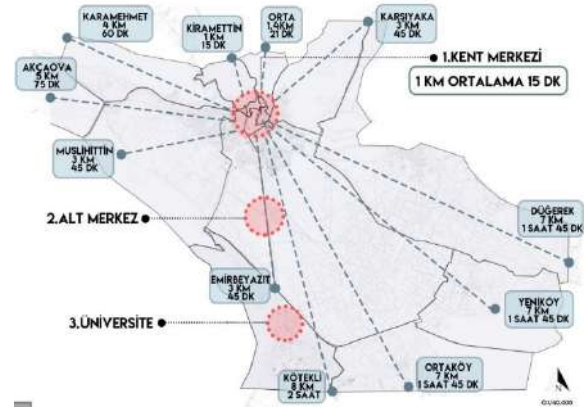 KARAMEHMET
4 KM
60 DK
KİRAMETTİN
1 KM
15 DK
ORTA
1,4KM
21 DK
KARŞIYAKA
3 KM
45 DK
1.KENT MERKEZİ
1 KM ORTALAMA 15 DK
AKÇAOVA
5 KM
75 DK
MUSLİHİTTİN
3 KM
45 DK
2.ALT MERKEZ
DÜĞEREK
7 KM
1 SAAT 45 DK
EMİRBEYAZIT
3 KM
45 DK
YENİKÖY
7 KM
1 SAAT 45 DK
3.ÜNİVERSİTE
KÖTEKLİ
8 KM
2 SAAT
ORTAKÖY
7 KM
1 SAAT 45 DK
N